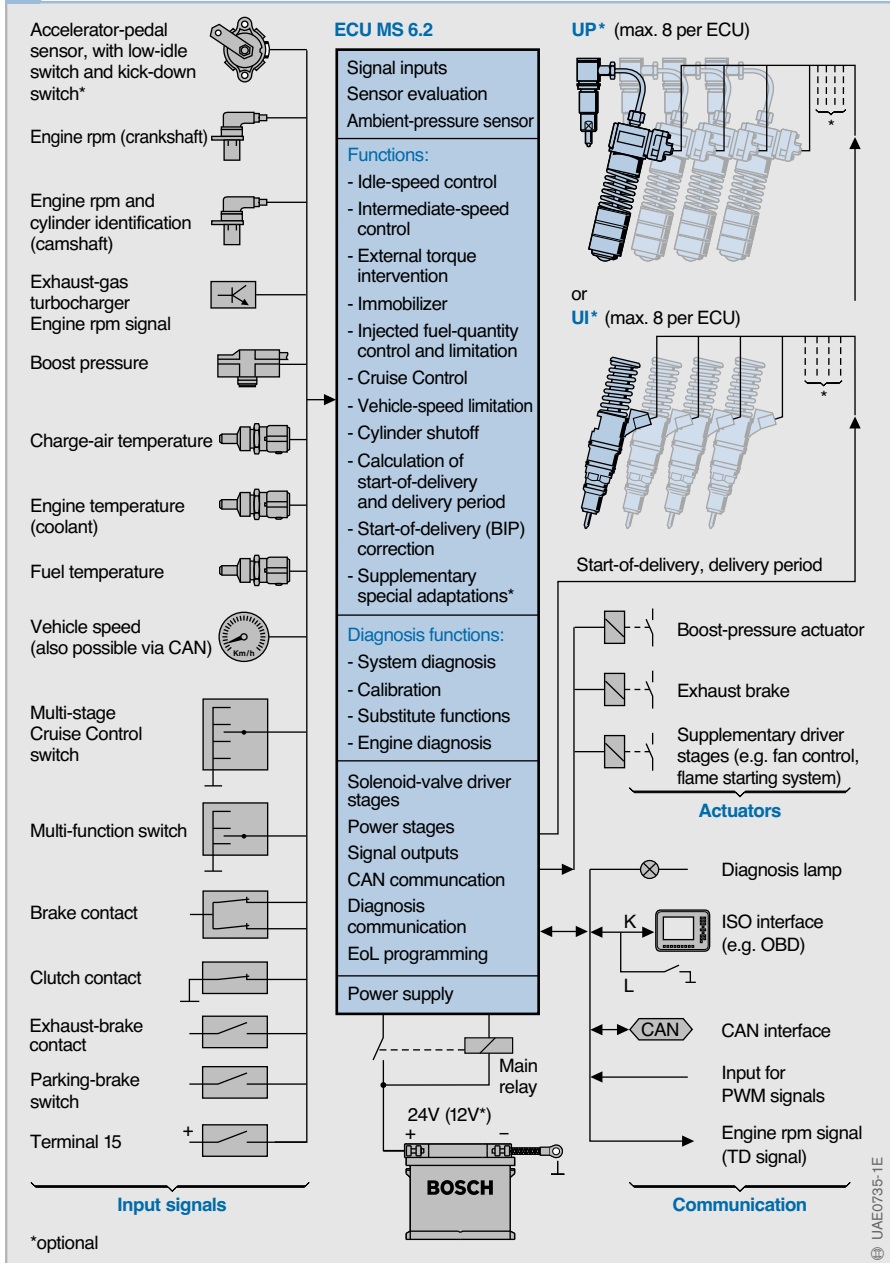 Accelerator-pedal
sensor, with low-idle
switch and kick-down
switch*
Engine rpm (crankshaft)
Engine rpm and
cylinder identification
(camshaft)
Exhaust-gas
turbocharger
Engine rpm signal
Boost pressure
Charge-air temperature
Engine temperature
(coolant)
Fuel temperature
Vehicle speed
(also possible via CAN)
Km/h
Multi-stage
Cruise Control
switch
Multi-function switch
Brake contact
Clutch contact
Exhaust-brake
contact
Parking-brake
switch
Terminal 15
+
Input signals
*optional
ECU MS 6.2
Signal inputs
Sensor evaluation
Ambient-pressure sensor
Functions:
- Idle-speed control
- Intermediate-speed
control
- External torque
intervention
- Immobilizer
- Injected fuel-quantity
control and limitation
- Cruise Control
- Vehicle-speed limitation
- Cylinder shutoff
- Calculation of
start-of-delivery
and delivery period
- Start-of-delivery (BIP)
correction
- Supplementary
special adaptations*
Diagnosis functions:
- System diagnosis
- Calibration
- Substitute functions
- Engine diagnosis
Solenoid-valve driver
stages
Power stages
Signal outputs
CAN communcation
Diagnosis
communication
EoL programming
Power supply
Main
relay
24V (12V*)
+ –
BOSCH
UP* (max. 8 per ECU)
*
or
UI* (max. 8 per ECU)
*
Start-of-delivery, delivery period
Boost-pressure actuator
Exhaust brake
Supplementary driver
stages (e.g. fan control,
flame starting system)
Actuators
Diagnosis lamp
K
ISO interface
(e.g. OBD)
L
CAN
CAN interface
Input for
PWM signals
Engine rpm signal
(TD signal)
Communication
UAE0735-1E